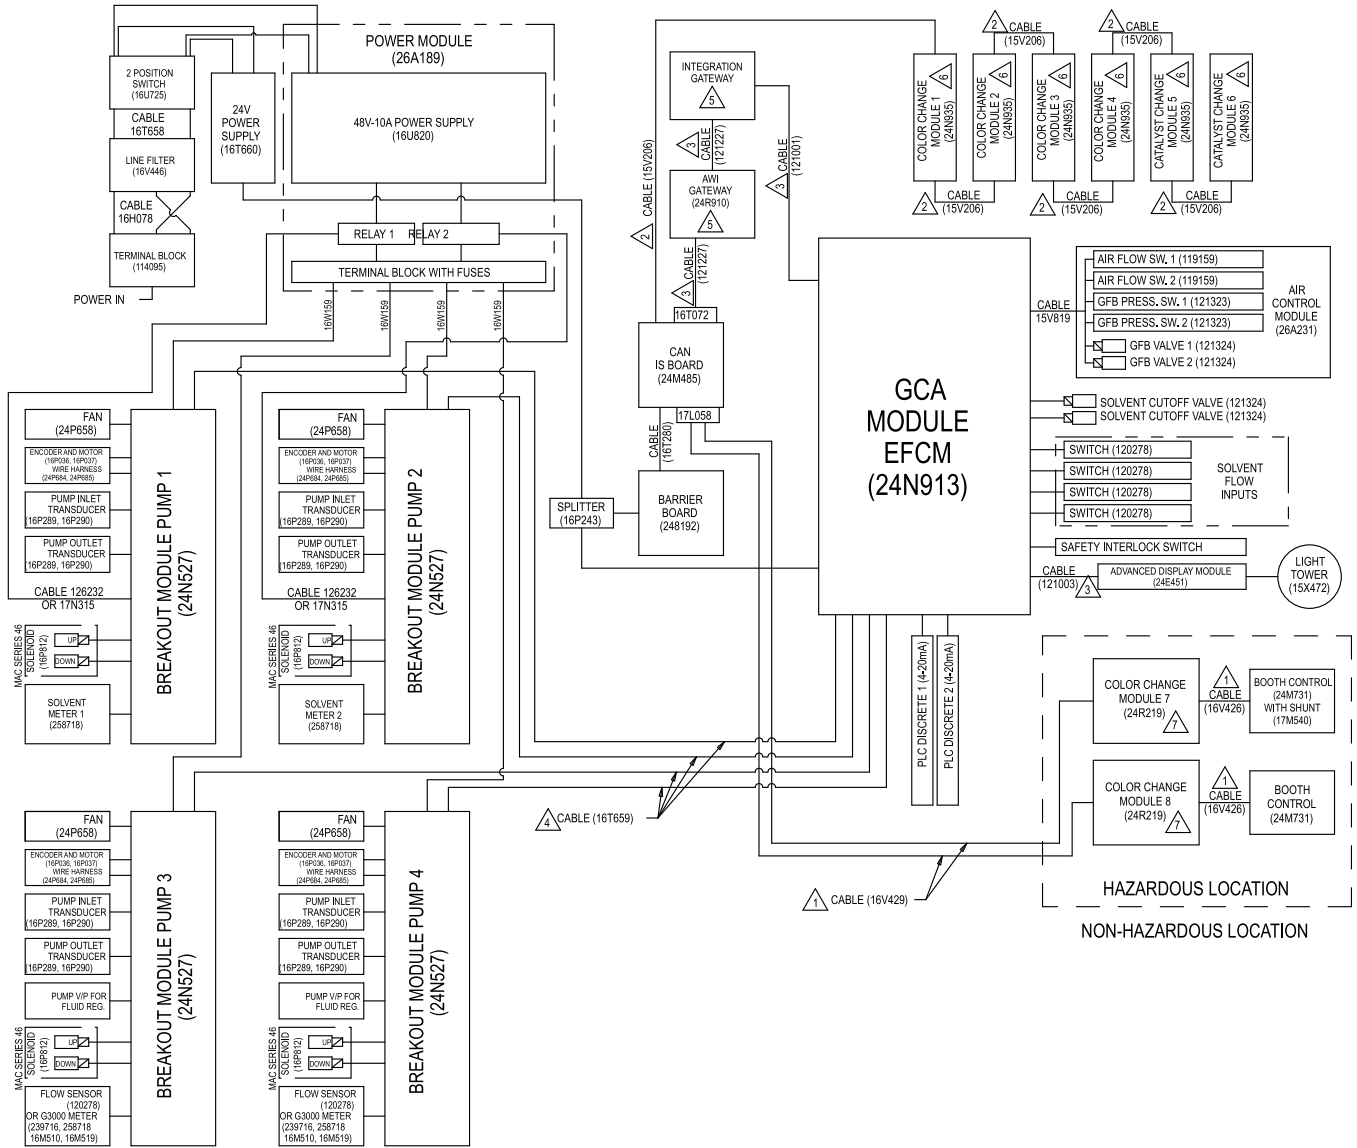 POWER MODULE
(26A189)
2 POSITION
SWITCH
(16U725)
CABLE
16T658
LINE FILTER
(16V446)
CABLE
16H078
TERMINAL BLOCK
(114095)
POWER IN
24V
POWER
SUPPLY
(16T660)
48V-10A POWER SUPPLY
(16U820)
RELAY 1
RELAY 2
TERMINAL BLOCK WITH FUSES
16W159
16W159
16W159
16W159
INTEGRATION
GATEWAY
5
3
CABLE
(121227)
AWI
GATEWAY
(24R910)
5
3
CABLE
(121227)
3
CABLE
(121001)
2
CABLE (15V206)
16T072
CAN
IS BOARD
(24M485)
17L058
CABLE
(16T280)
BARRIER
BOARD
(248192)
SPLITTER
(16P243)
2
CABLE
(15V206)
2
CABLE
(15V206)
COLOR CHANGE
MODULE 1
(24N935)
6
COLOR CHANGE
MODULE 2
(24N935)
6
COLOR CHANGE
MODULE 3
(24N935)
6
COLOR CHANGE
MODULE 4
(24N935)
6
CATALYST CHANGE
MODULE 5
(24N935)
6
CATALYST CHANGE
MODULE 6
(24N935)
6
2
CABLE
(15V206)
2
CABLE
(15V206)
2
CABLE
(15V206)
GCA
MODULE
EFCM
(24N913)
CABLE
15V819
AIR FLOW SW. 1 (119159)
AIR FLOW SW. 2 (119159)
GFB PRESS. SW. 1 (121323)
GFB PRESS. SW. 2 (121323)
GFB VALVE 1 (121324)
GFB VALVE 2 (121324)
AIR
CONTROL
MODULE
(26A231)
SOLVENT CUTOFF VALVE (121324)
SOLVENT CUTOFF VALVE (121324)
SWITCH (120278)
SWITCH (120278)
SWITCH (120278)
SWITCH (120278)
SOLVENT
FLOW
INPUTS
SAFETY INTERLOCK SWITCH
CABLE
(121003)
3
ADVANCED DISPLAY MODULE
(24E451)
LIGHT
TOWER
(15X472)
PLC DISCRETE 1 (4-20mA)
PLC DISCRETE 2 (4-20mA)
COLOR CHANGE
MODULE 7
(24R219)
7
1
CABLE
(16V426)
BOOTH CONTROL
(24M731)
WITH SHUNT
(17M540)
COLOR CHANGE
MODULE 8
(24R219)
7
1
CABLE
(16V426)
BOOTH
CONTROL
(24M731)
HAZARDOUS LOCATION
NON-HAZARDOUS LOCATION
4
CABLE (16T659)
1
CABLE (16V429)
FAN
(24P658)
ENCODER AND MOTOR
(16P036, 16P037)
WIRE HARNESS
(24P684, 24P685)
PUMP INLET
TRANSDUCER
(16P289, 16P290)
PUMP OUTLET
TRANSDUCER
(16P289, 16P290)
CABLE 126232
OR 17N315
MAC SERIES 46
SOLENOID
(16P812)
UP
DOWN
SOLVENT
METER 1
(258718)
BREAKOUT MODULE PUMP 1
(24N527)
FAN
(24P658)
ENCODER AND MOTOR
(16P036, 16P037)
WIRE HARNESS
(24P684, 24P685)
PUMP INLET
TRANSDUCER
(16P289, 16P290)
PUMP OUTLET
TRANSDUCER
(16P289, 16P290)
CABLE 126232
OR 17N315
MAC SERIES 46
SOLENOID
(16P812)
UP
DOWN
SOLVENT
METER 2
(258718)
BREAKOUT MODULE PUMP 2
(24N527)
FAN
(24P658)
ENCODER AND MOTOR
(16P036, 16P037)
WIRE HARNESS
(24P684, 24P685)
PUMP INLET
TRANSDUCER
(16P289, 16P290)
PUMP OUTLET
TRANSDUCER
(16P289, 16P290)
PUMP V/P FOR
FLUID REG.
MAC SERIES 46
SOLENOID
(16P812)
UP
DOWN
FLOW SENSOR
(120278)
OR G3000 METER
(239716, 258718
16M510, 16M519)
BREAKOUT MODULE PUMP 3
(24N527)
FAN
(24P658)
ENCODER AND MOTOR
(16P036, 16P037)
WIRE HARNESS
(24P684, 24P685)
PUMP INLET
TRANSDUCER
(16P289, 16P290)
PUMP OUTLET
TRANSDUCER
(16P289, 16P290)
PUMP V/P FOR
FLUID REG.
MAC SERIES 46
SOLENOID
(16P812)
UP
DOWN
FLOW SENSOR
(120278)
OR G3000 METER
(239716, 258718
16M510, 16M519)
BREAKOUT MODULE PUMP 4
(24N527)